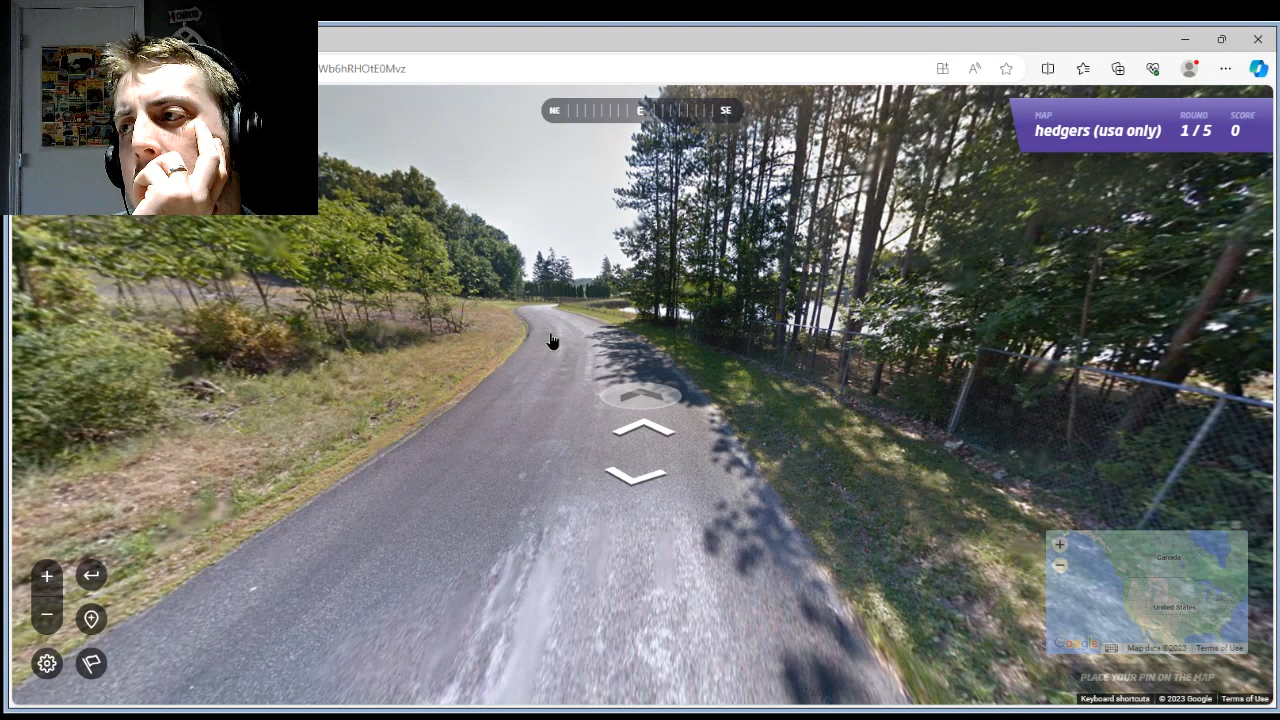 Wb6hRHOtE0Mvz
NE E SE
MAP ROUND SCORE
hedgers (usa only) 1 / 5 0
Canada
United States
Google Map data ©2023 Terms of Use
PLACE YOUR PIN ON THE MAP
Keyboard shortcuts © 2023 Google Terms of Use